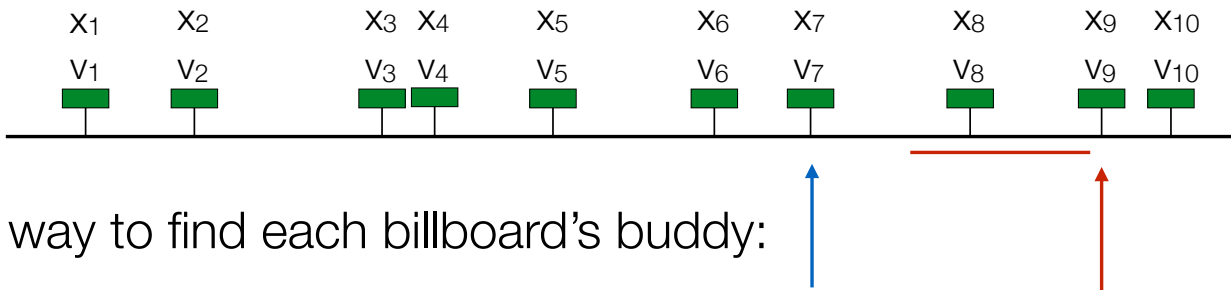 X1 X2 X3 X4 X5 X6 X7 X8 X9 X10
V1 V2 V3 V4 V5 V6 V7 V8 V9 V10
way to find each billboard’s buddy: